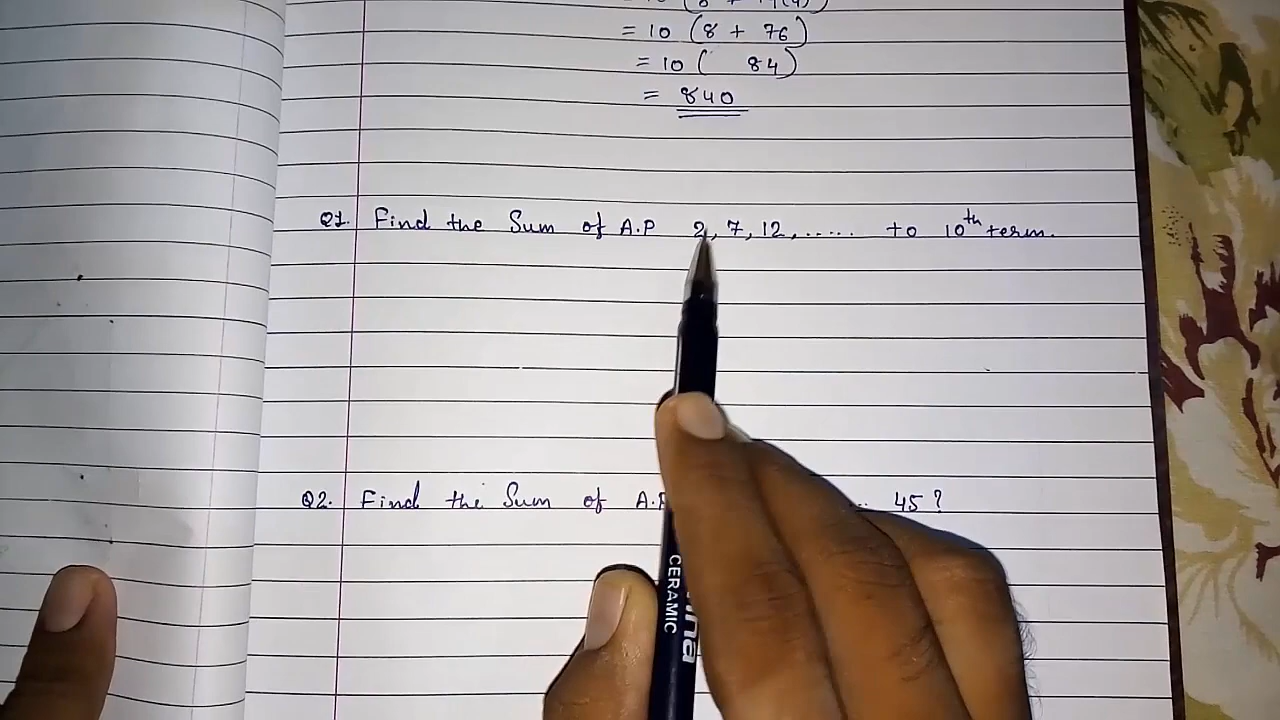 = 10 (8 + 76)
= 10 ( 84)
= 840
Q1. Find the Sum of A.P 2, 7, 12, ..... to 10th term.
Q2. Find the Sum of A.P .. 45 ?
CERAMIC